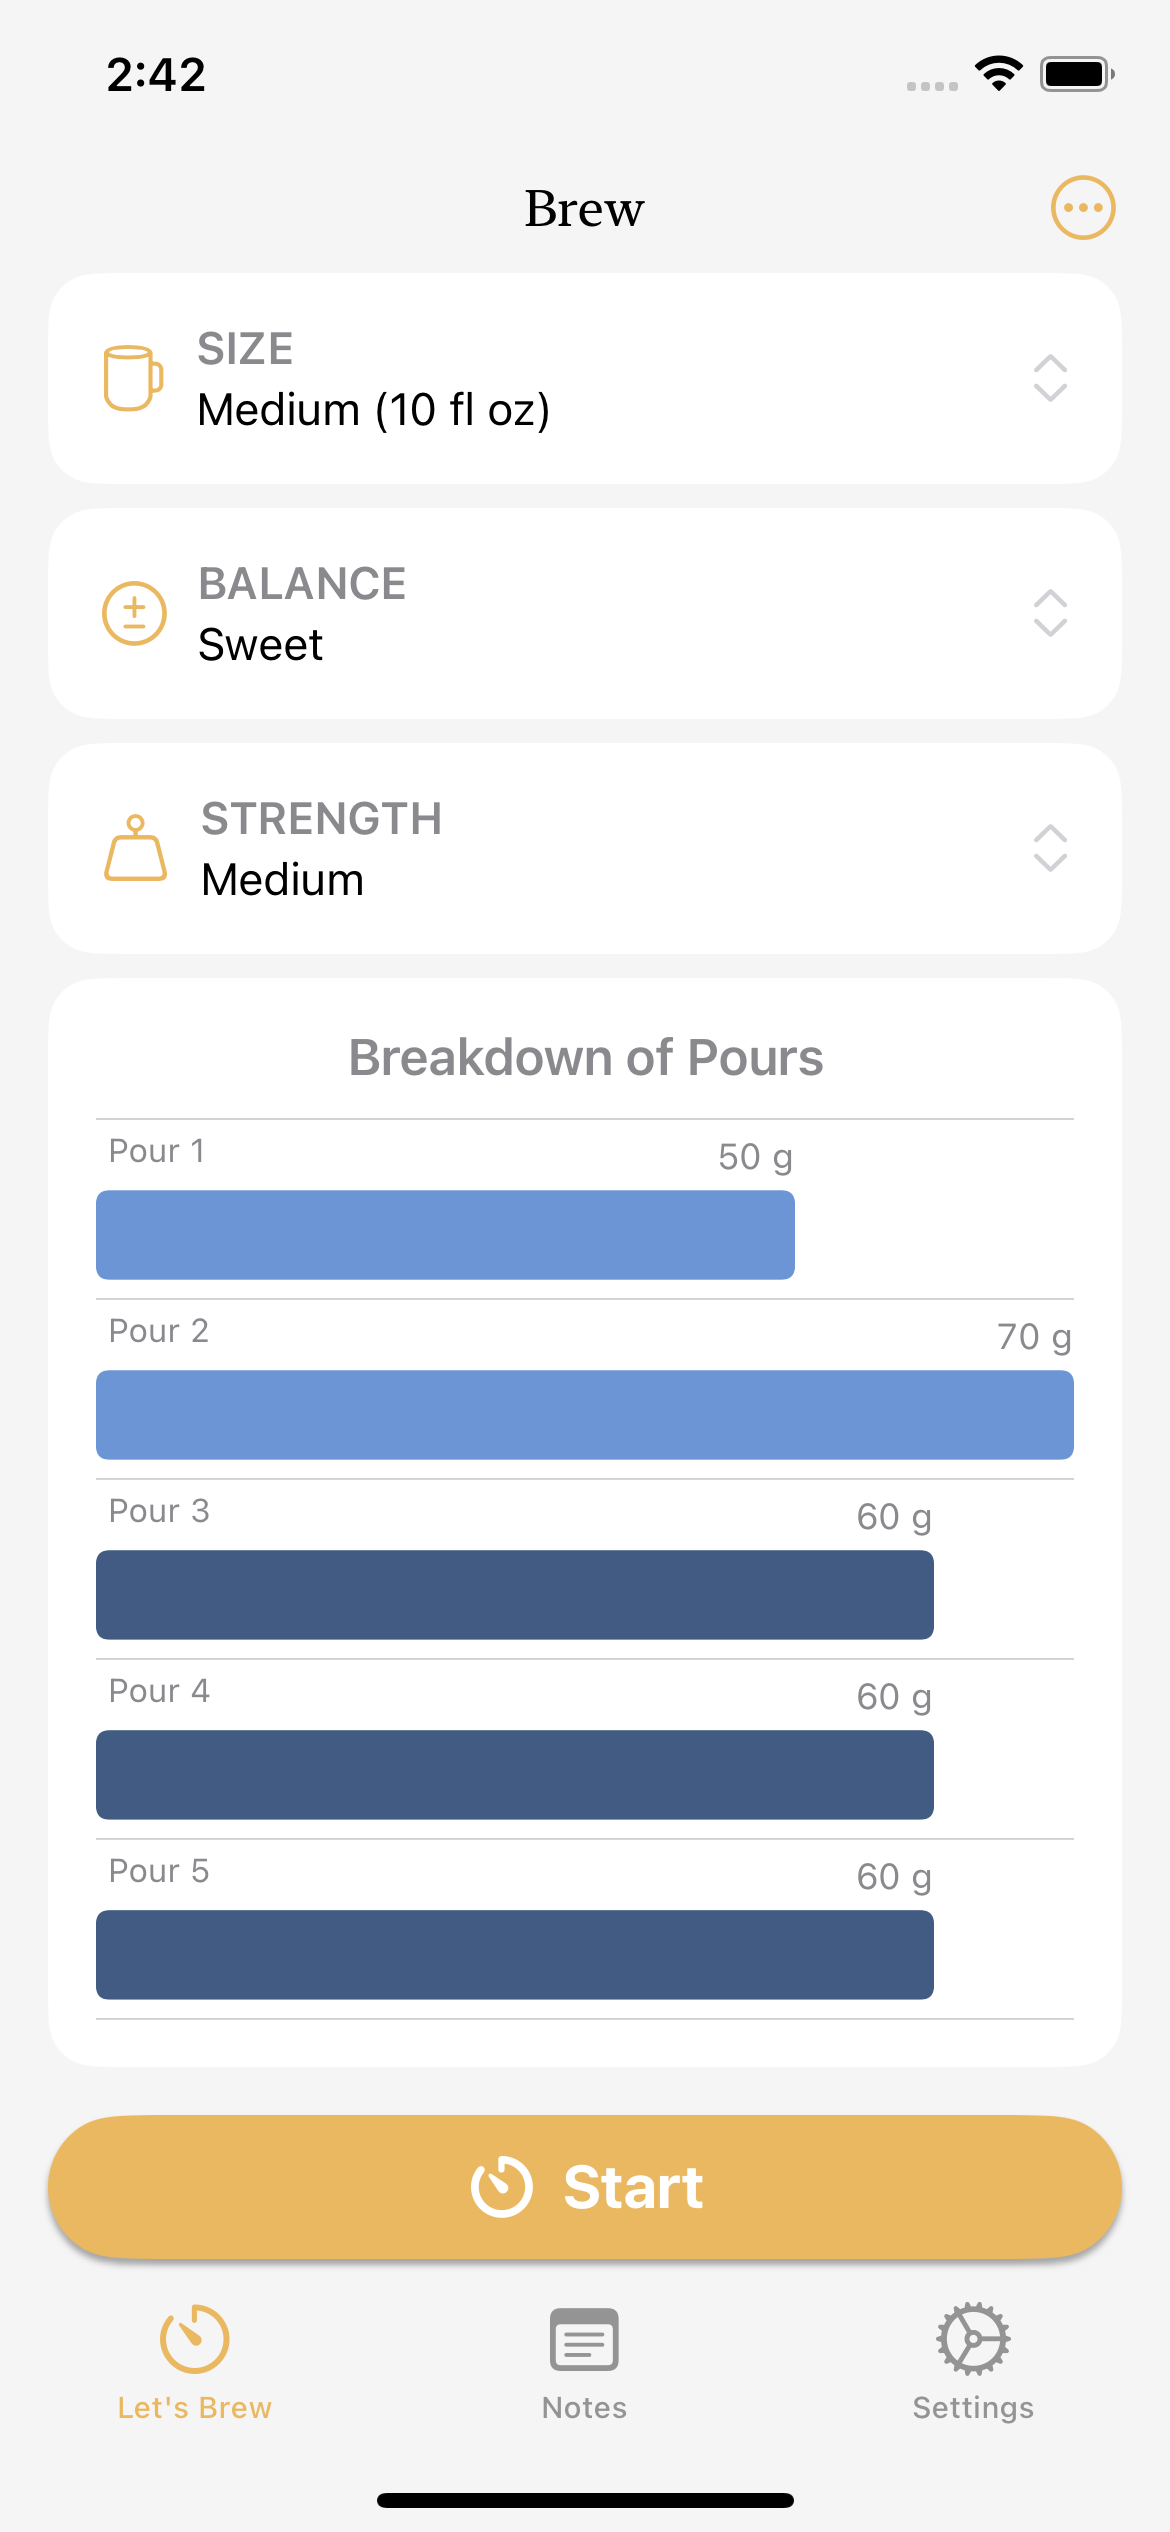 2:42
Brew
SIZE
Medium (10 fl oz)
BALANCE
Sweet
STRENGTH
Medium
Breakdown of Pours
Pour 1
50 g
Pour 2
70 g
Pour 3
60 g
Pour 4
60 g
Pour 5
60 g
Start
Let's Brew
Notes
Settings